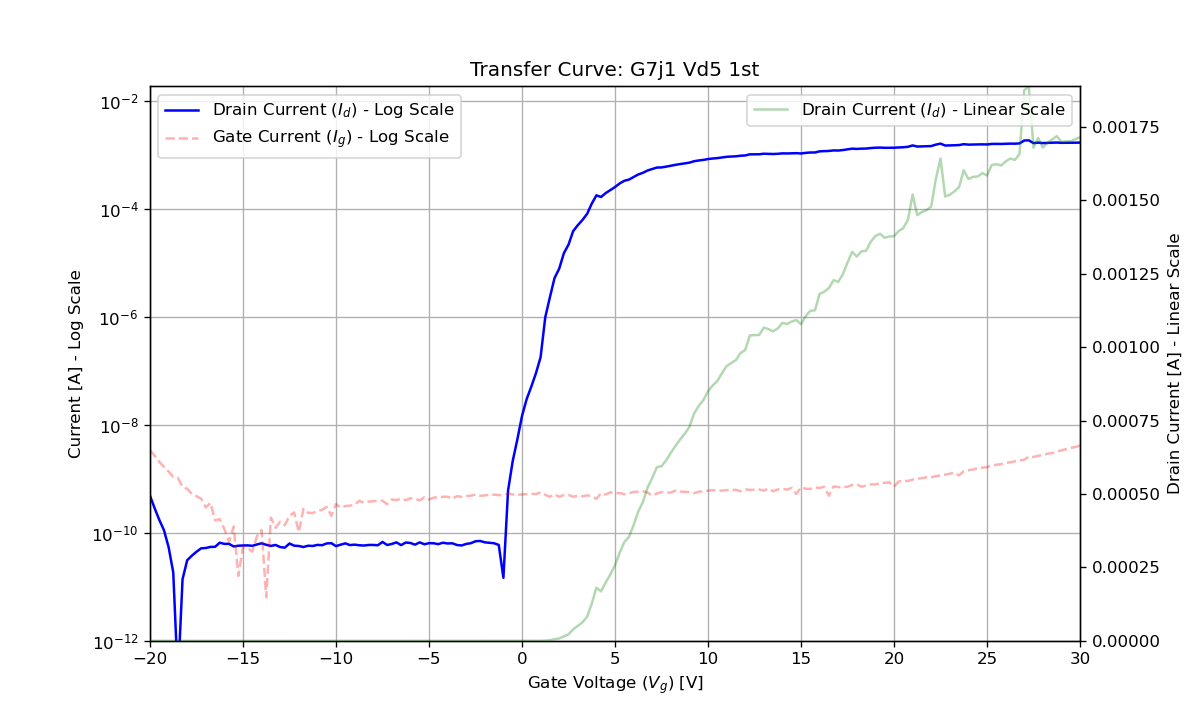 Transfer Curve: G7j1 Vd5 1st
Drain Current (I_d) - Log Scale
Gate Current (I_g) - Log Scale
Drain Current (I_d) - Linear Scale
Current [A] - Log Scale
10^−2
10^−4
10^−6
10^−8
10^−10
10^−12
0.00175
0.00150
0.00125
0.00100
0.00075
0.00050
0.00025
0.00000
Drain Current [A] - Linear Scale
−20 −15 −10 −5 0 5 10 15 20 25 30
Gate Voltage (V_g) [V]